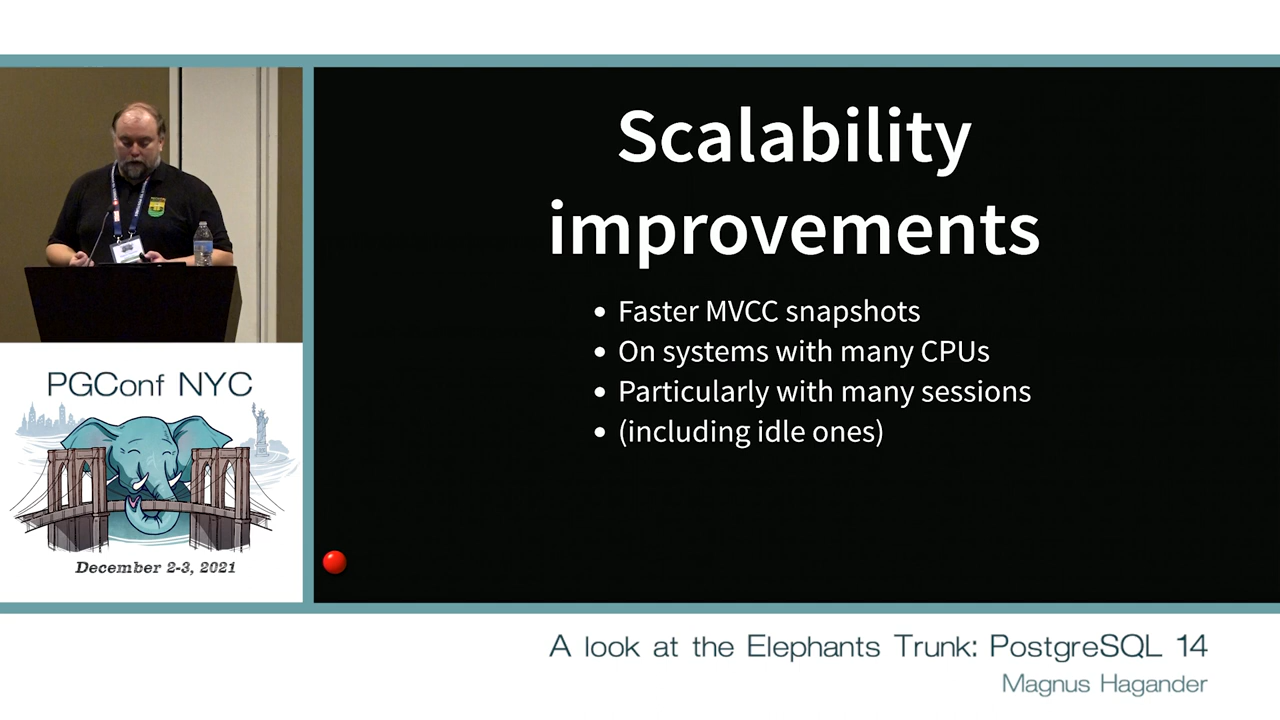 Scalability
improvements
• Faster MVCC snapshots
• On systems with many CPUs
• Particularly with many sessions
• (including idle ones)
PGConf NYC
December 2-3, 2021
A look at the Elephants Trunk: PostgreSQL 14
Magnus Hagander